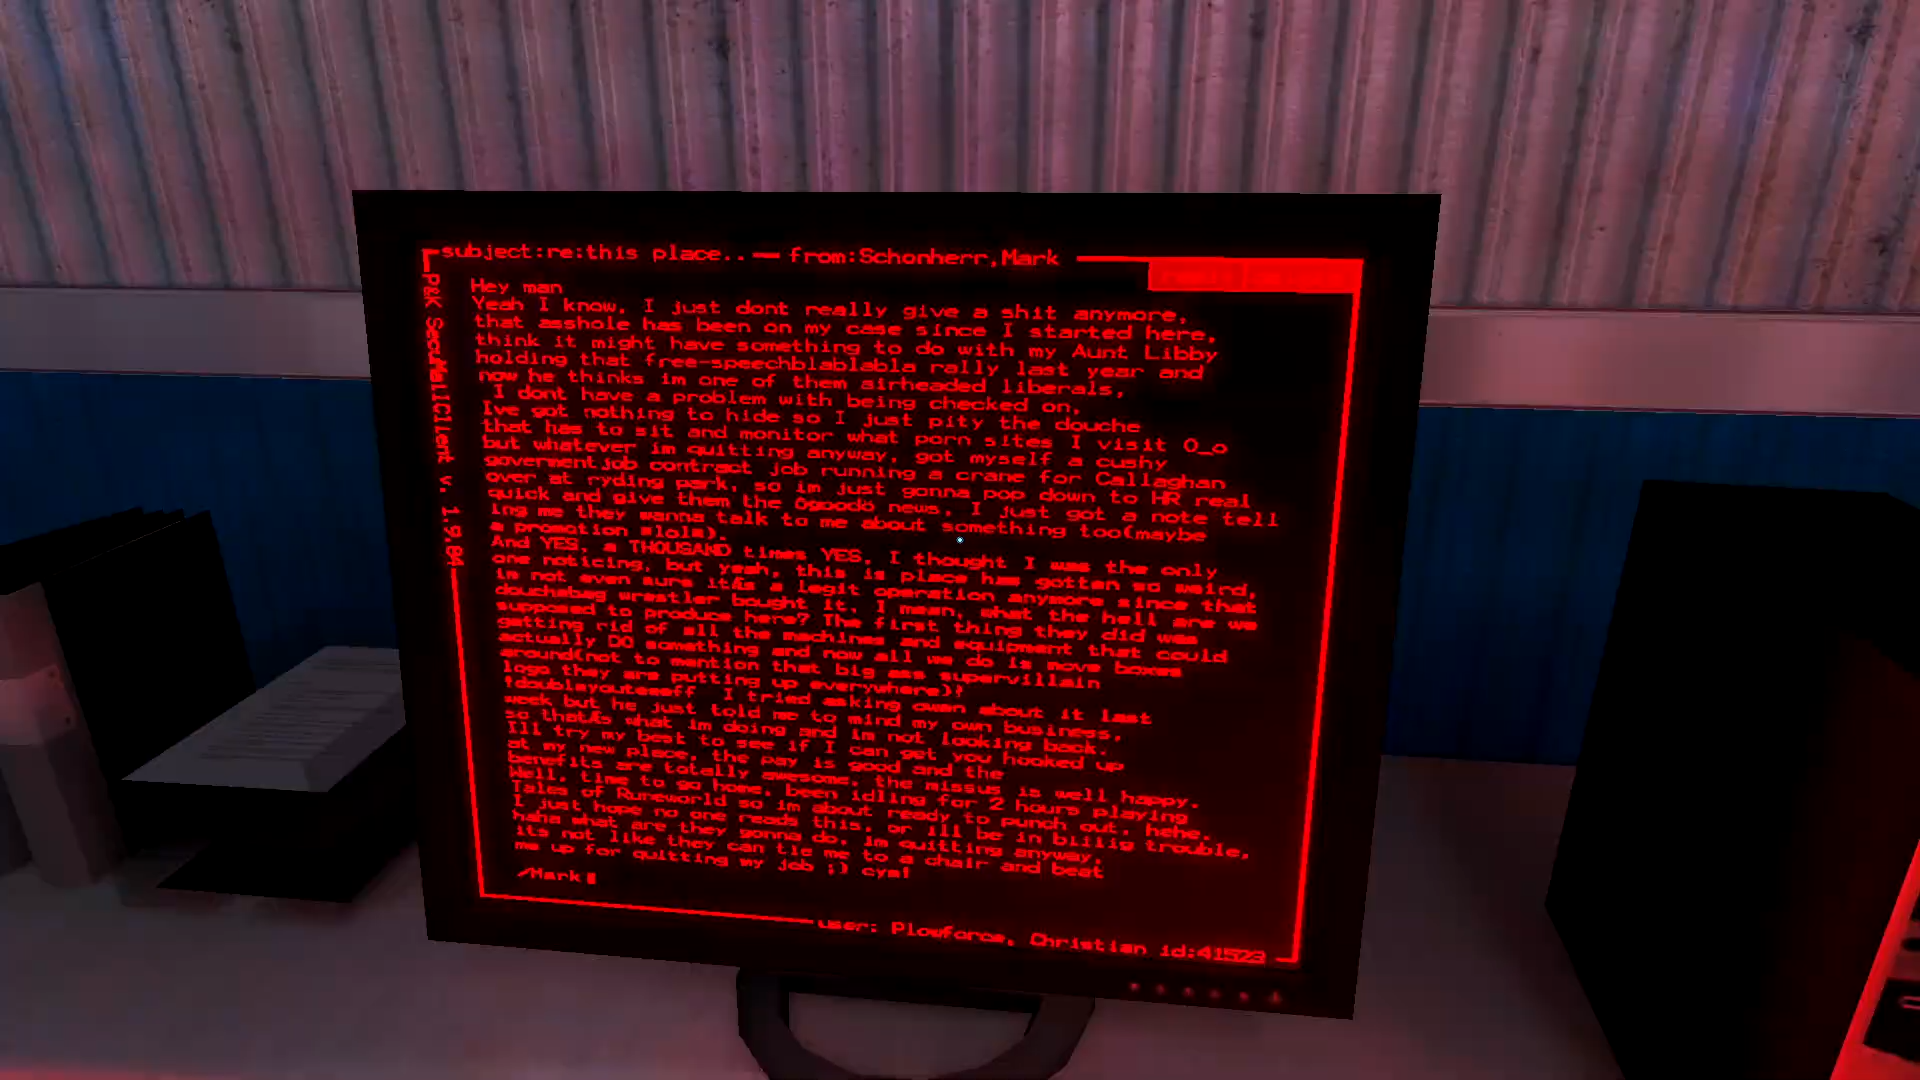 subject:re:this place.. from:Schonherr,Mark
P&K SecurMailClient v. 1.9.84
Hey man
Yeah I know, I just dont really give a shit anymore,
that asshole has been on my case since I started here,
think it might have something to do with my Aunt Libby
holding that free-speechblablabla rally last year and
now he thinks im one of them airheaded liberals,
I dont have a problem with being checked on,
Ive got nothing to hide so I just pity the douche
that has to sit and monitor what porn sites I visit O_o
but whatever im quitting anyway, got myself a cushy
govermentjob contract job running a crane for Callaghan
over at ryding park, so im just gonna pop down to HR real
quick and give them the ögoodö news, I just got a note tell
ing me they wanna talk to me about something too(maybe
a promotion *lol*).
And YES, a THOUSAND times YES, I thought I was the only
one noticing, but yeah, this is place has gotten so weird,
im not even sure itÆs a legit operation anymore since that
douchebag wrestler bought it, I mean, what the hell are we
supposed to produce here? The first thing they did was
getting rid of all the machines and equipment that could
actually DO something and now all we do is move boxes
around(not to mention that big ass supervillain
logo they are putting up everywhere)!
I tried asking owen about it last
week but he just told me to mind my own business,
so thatÆs what im doing and im not looking back.
Ill try my best to see if I can get you hooked up
at my new place, the pay is good and the
benefits are totally awesome, the missus is well happy.
Well, time to go home, been idling for 2 hours playing
Tales of Runeworld so im about ready to punch out, hehe.
I just hope no one reads this, or ill be in billig trouble,
haha what are they gonna do, im quitting anyway,
its not like they can tie me to a chair and beat
me up for quitting my job ;) cya!
/Mark
user: Plowforce, Christian id:41523